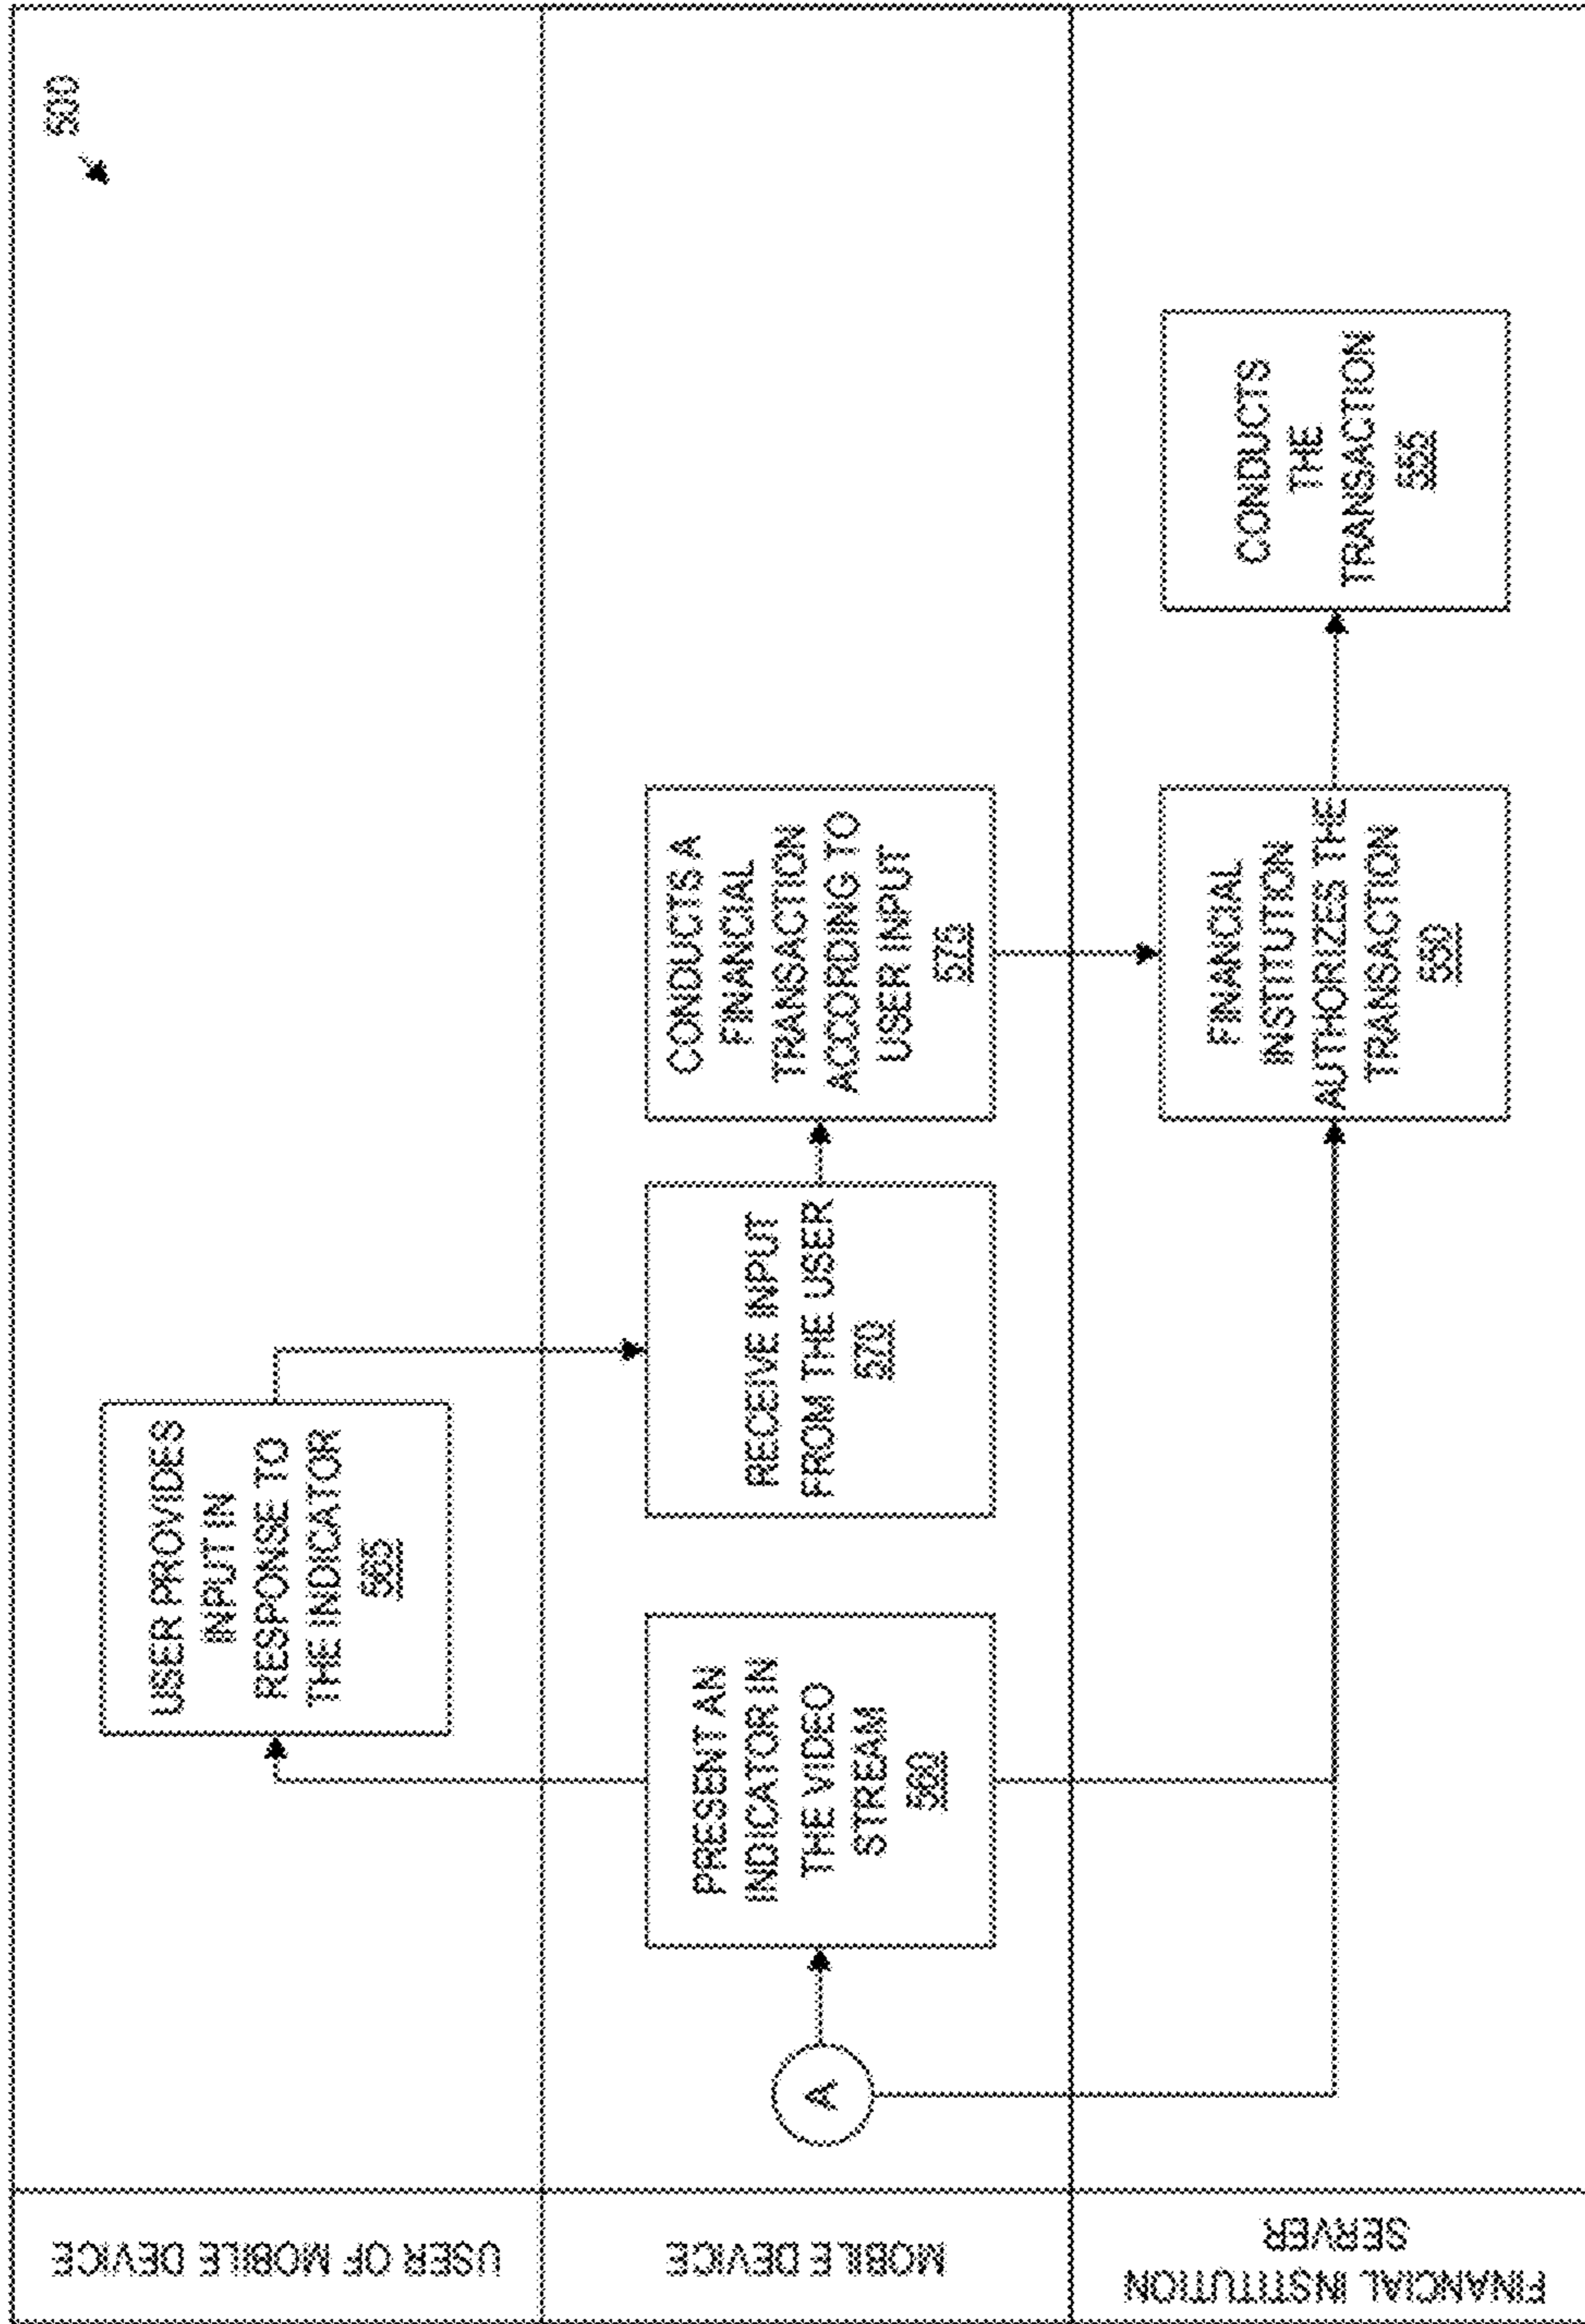 500
USER OF MOBILE DEVICE
USER PROVIDES
INPUT IN
RESPONSE TO
THE INDICATOR
565
MOBILE DEVICE
A
PRESENT AN
INDICATOR IN
THE VIDEO
STREAM
560
RECEIVE INPUT
FROM THE USER
570
CONDUCTS A
FINANCIAL
TRANSACTION
ACCORDING TO
USER INPUT
575
FINANCIAL INSTITUTION
SERVER
FINANCIAL
INSTITUTION
AUTHORIZES THE
TRANSACTION
550
CONDUCTS
THE
TRANSACTION
555